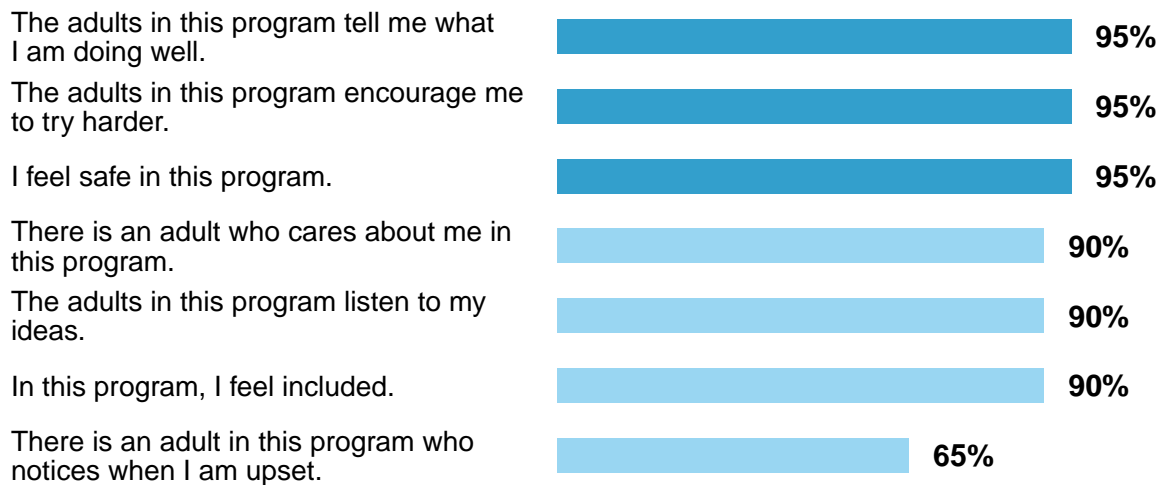 The adults in this program tell me what
I am doing well.
95%
The adults in this program encourage me
to try harder.
95%
I feel safe in this program.
95%
There is an adult who cares about me in
this program.
90%
The adults in this program listen to my
ideas.
90%
In this program, I feel included.
90%
There is an adult in this program who
notices when I am upset.
65%